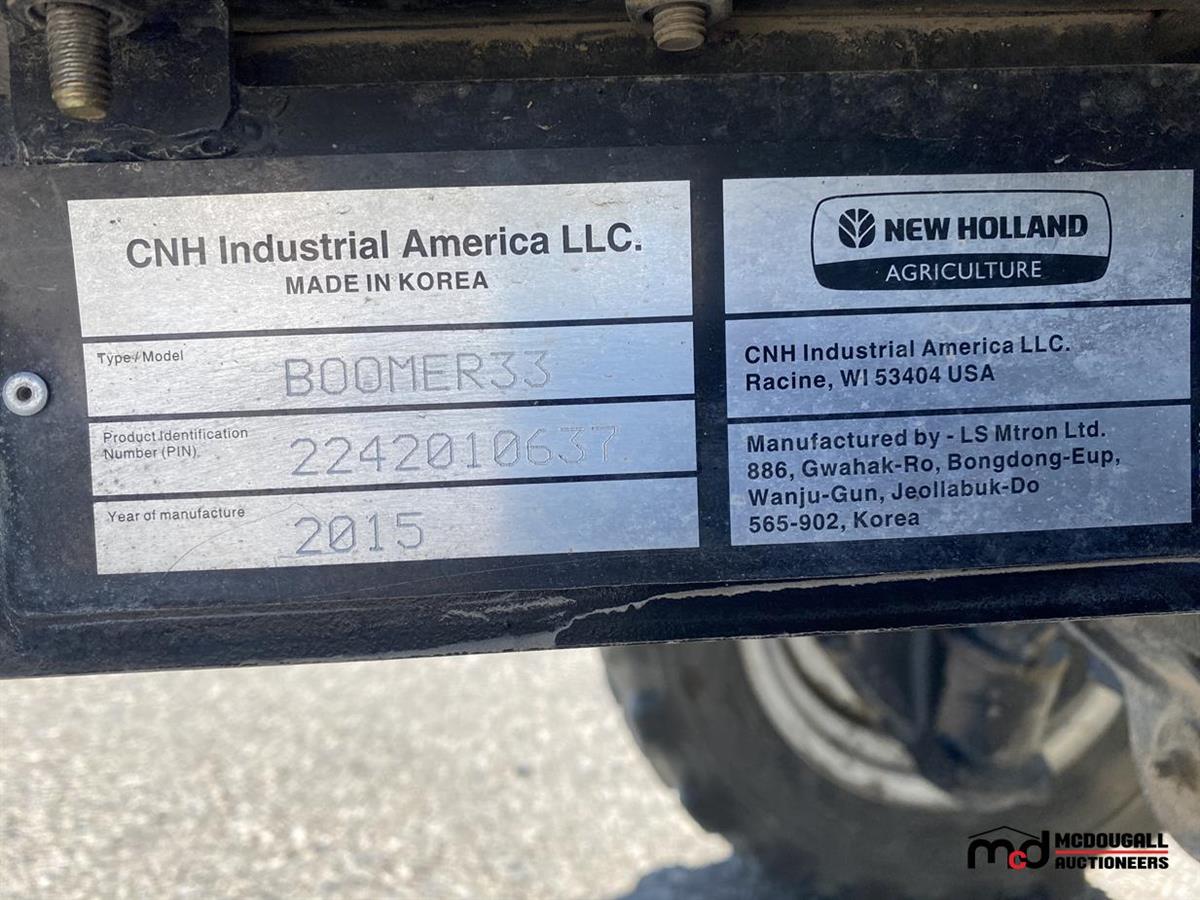 CNH Industrial America LLC.
MADE IN KOREA
Type/Model
BOOMER33
Product Identification
Number (PIN).
2242010637
Year of manufacture
2015
NEW HOLLAND
AGRICULTURE
CNH Industrial America LLC.
Racine, WI 53404 USA
Manufactured by - LS Mtron Ltd.
886, Gwahak-Ro, Bongdong-Eup,
Wanju-Gun, Jeollabuk-Do
565-902, Korea
mcd
MCDOUGALL
AUCTIONEERS